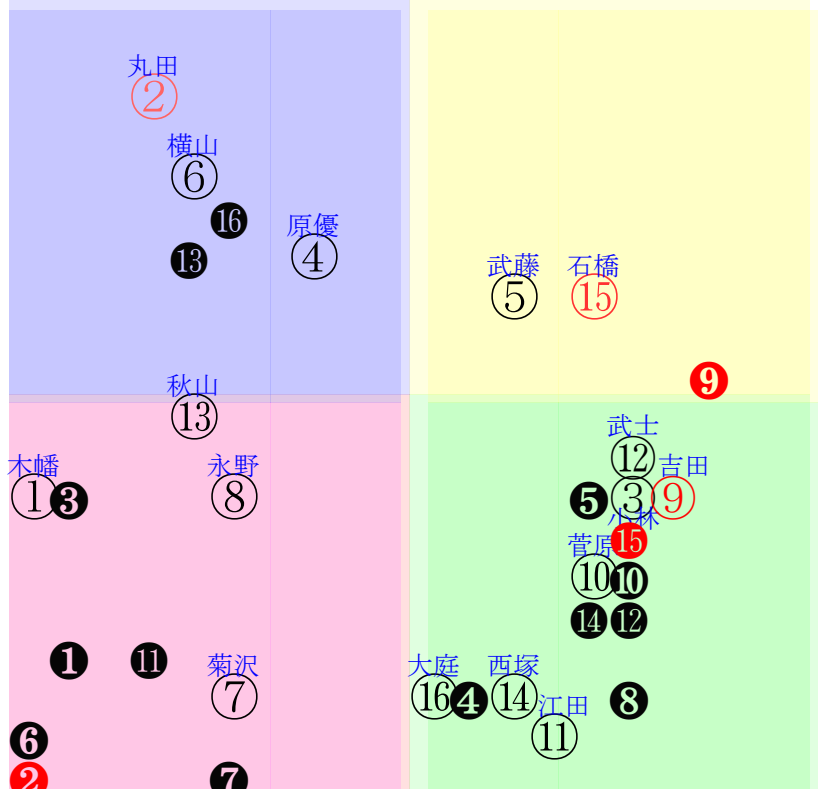 丸田
②
横山
⑥
⓰
原優
④
⓭
武藤
⑤
石橋
⑮
❾
秋山
⑬
武士
⑫
木幡
①
❸
永野
⑧
吉田
⑨
❺
③
小林
⓯
菅原
⑩
❿
⓮
⓬
❶
⓫
菊沢
⑦
大庭
⑯
❹
西塚
⑭
江田
⑪
❽
❻
❷
❼